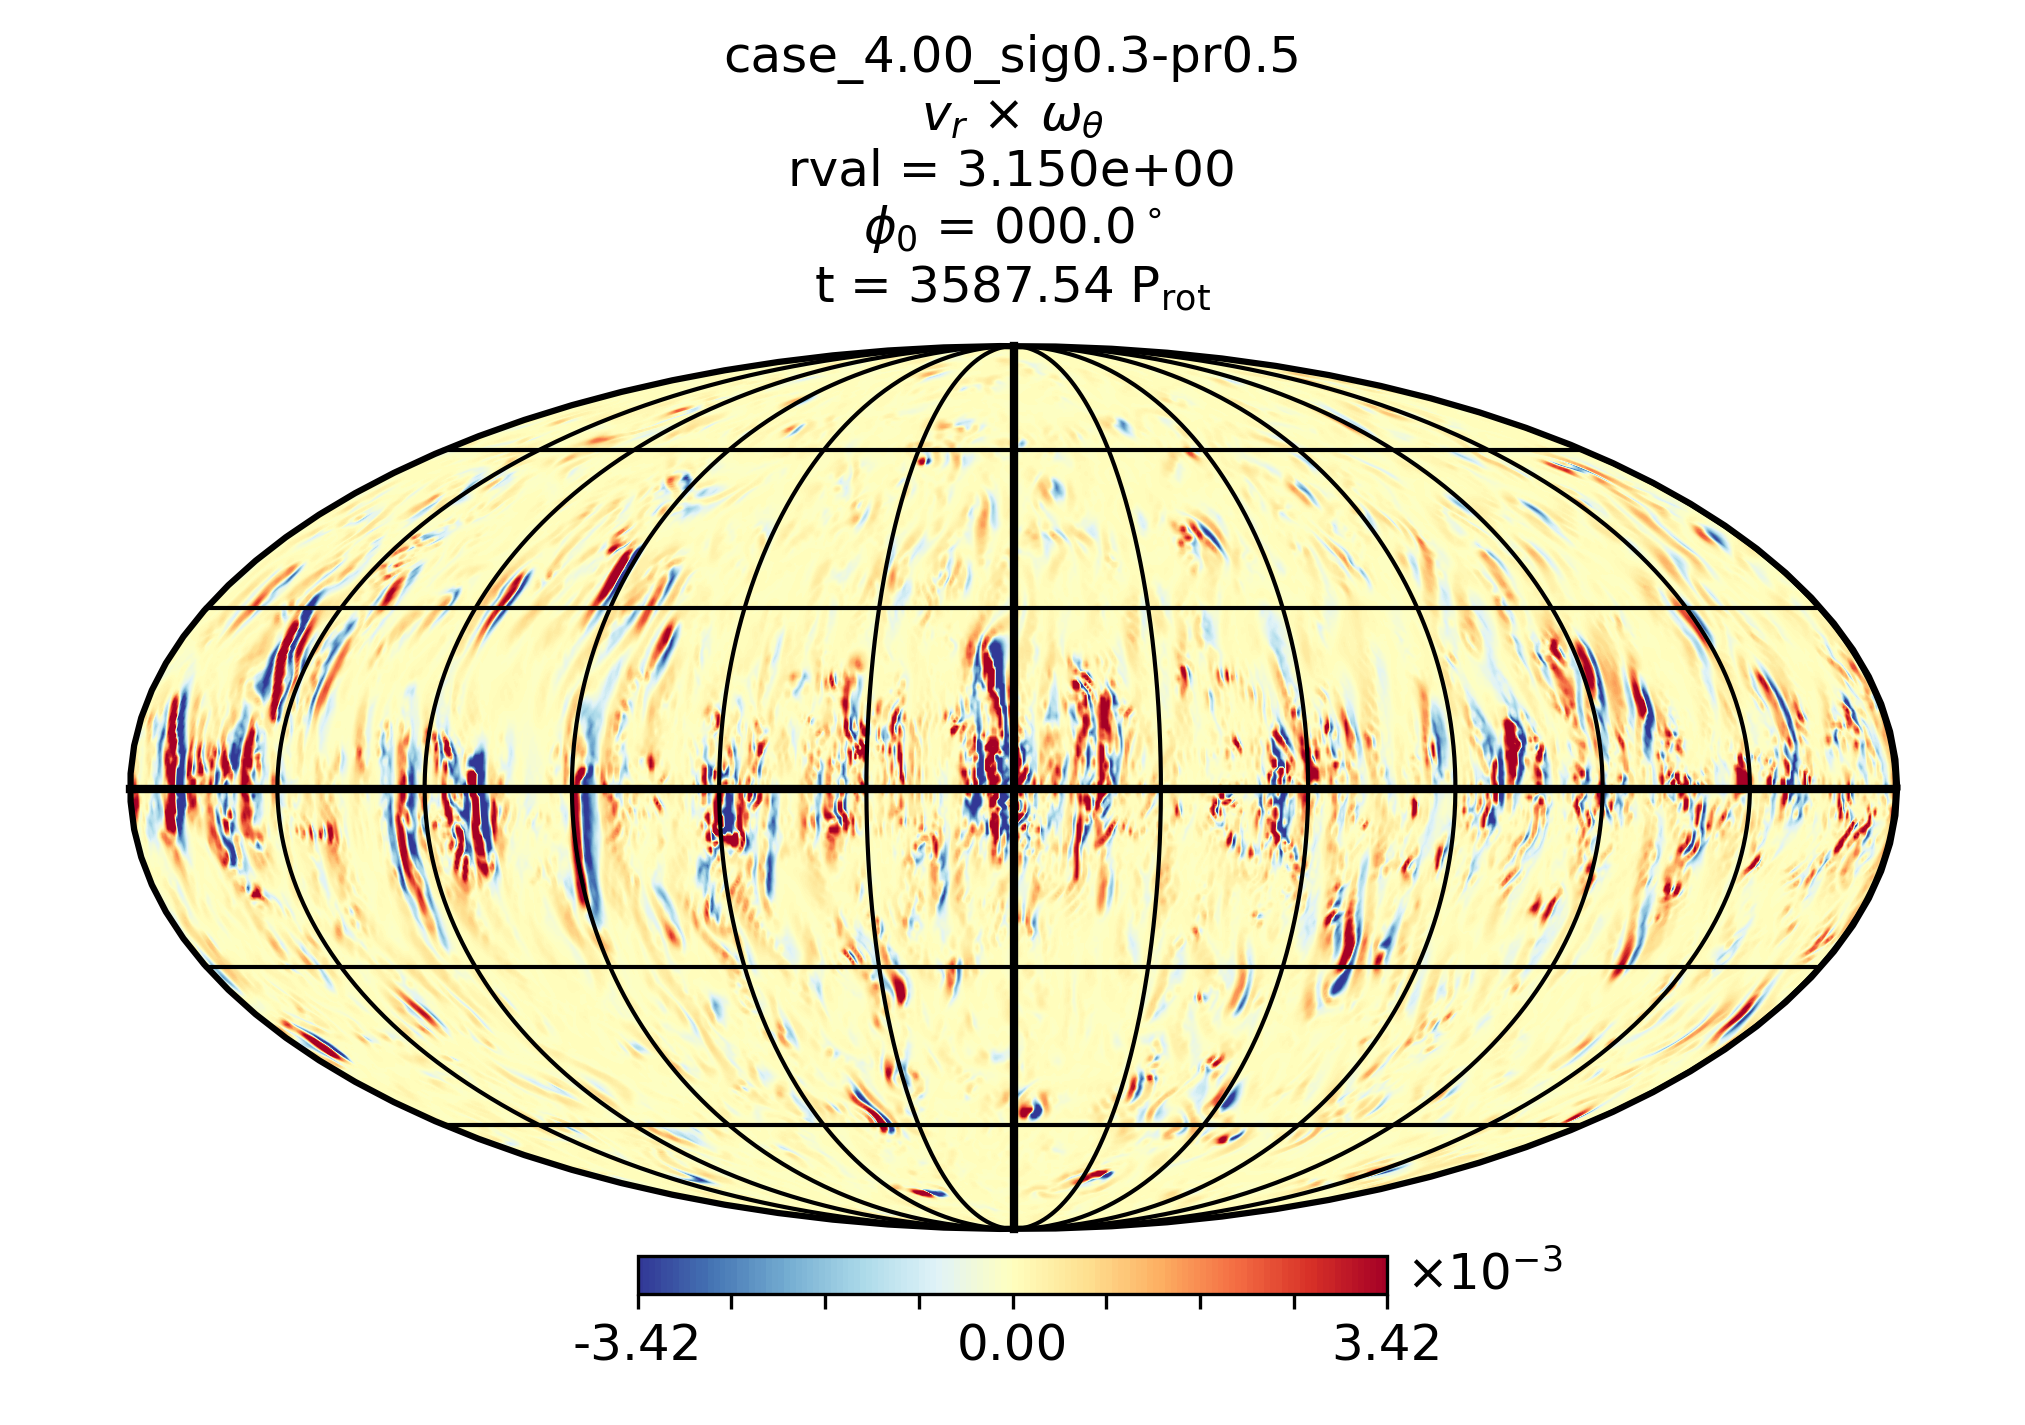 case_4.00_sig0.3-pr0.5
v_r × ω_θ
rval = 3.150e+00
ϕ_0 = 000.0°
t = 3587.54 P_rot
×10^−3
-3.42 0.00 3.42